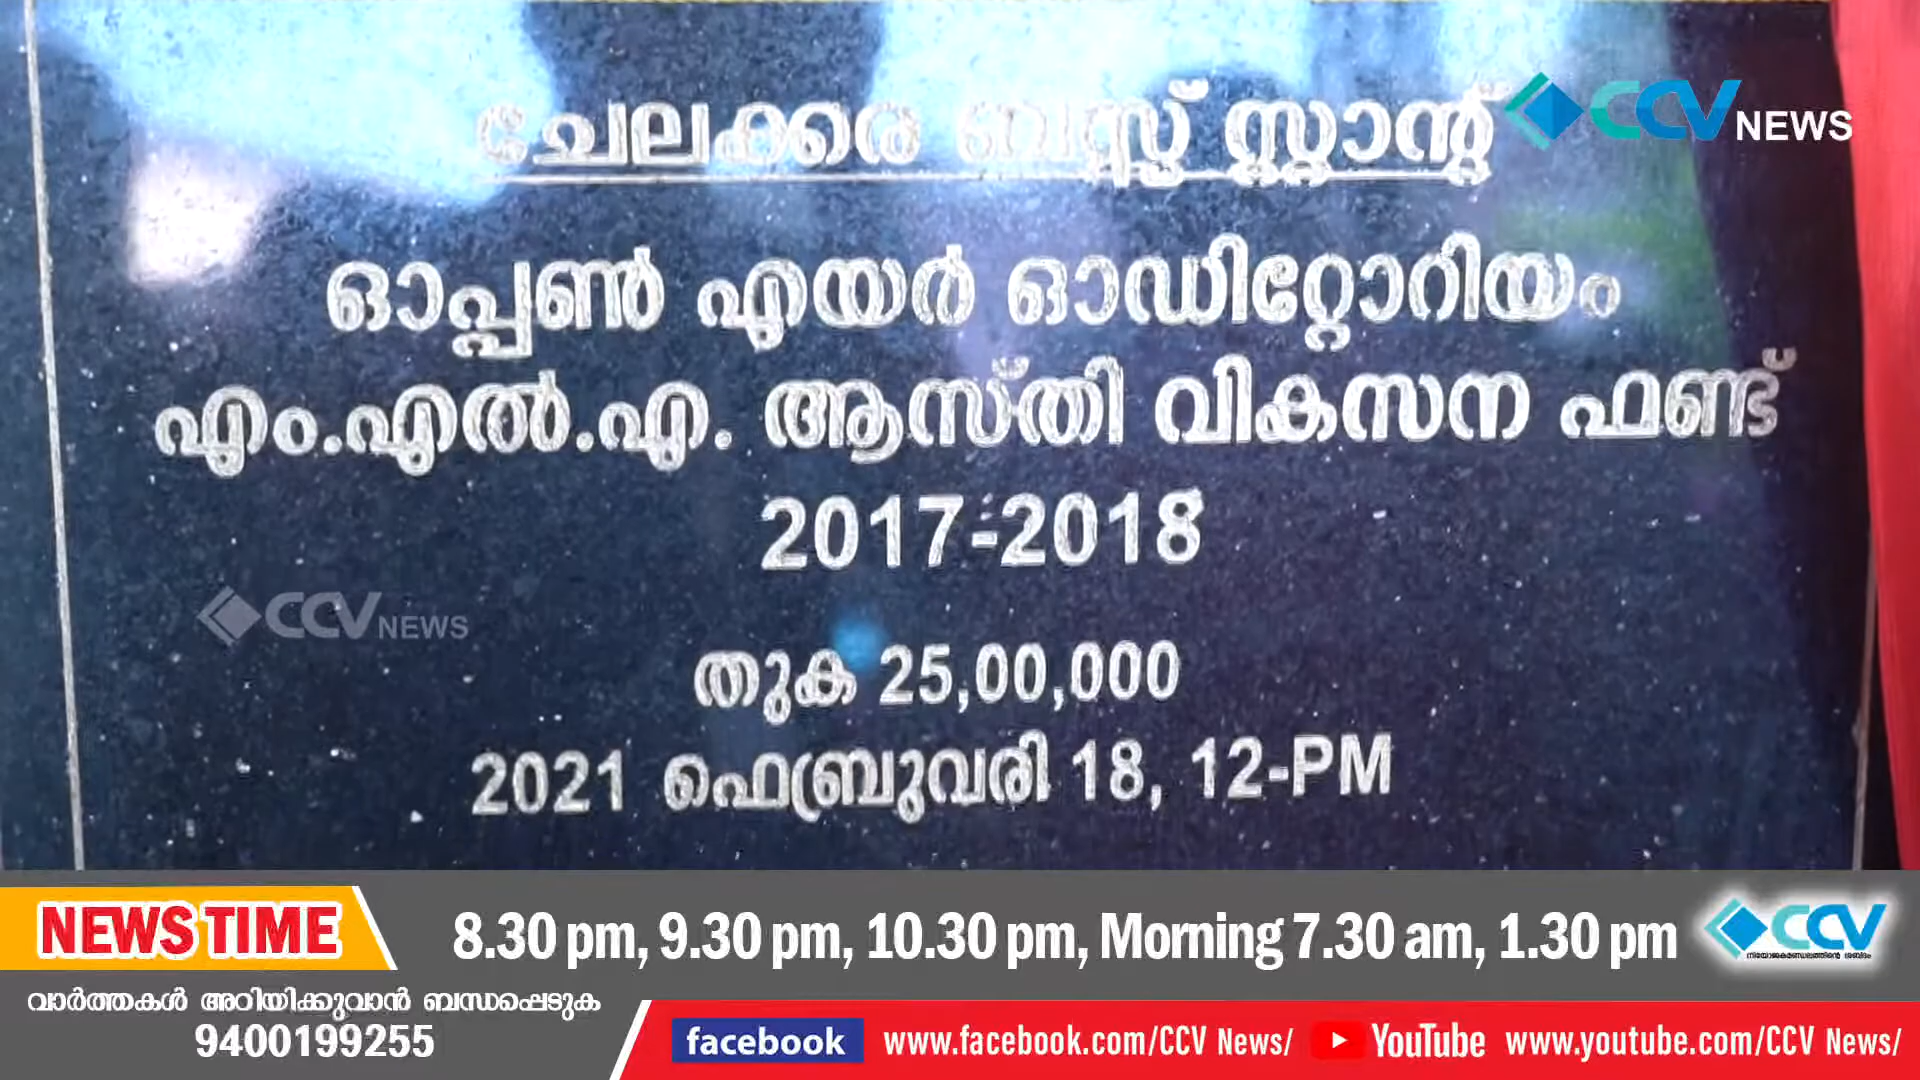 ചേലക്കര ബസ്സ് സ്റ്റാന്റ്
CCV NEWS
ഓപ്പൺ എയർ ഓഡിറ്റോറിയം
എം.എൽ.എ. ആസ്തി വികസന ഫണ്ട്
2017-2018
CCV NEWS
തുക 25,00,000
2021 ഫെബ്രുവരി 18, 12-PM
NEWS TIME
8.30 pm, 9.30 pm, 10.30 pm, Morning 7.30 am, 1.30 pm
CCV
നിയോജകമണ്ഡലത്തിന്റെ ശബ്ദം
വാർത്തകൾ അറിയിക്കുവാൻ ബന്ധപ്പെടുക
9400199255
facebook www.facebook.com/CCV News/ YouTube www.youtube.com/CCV News/